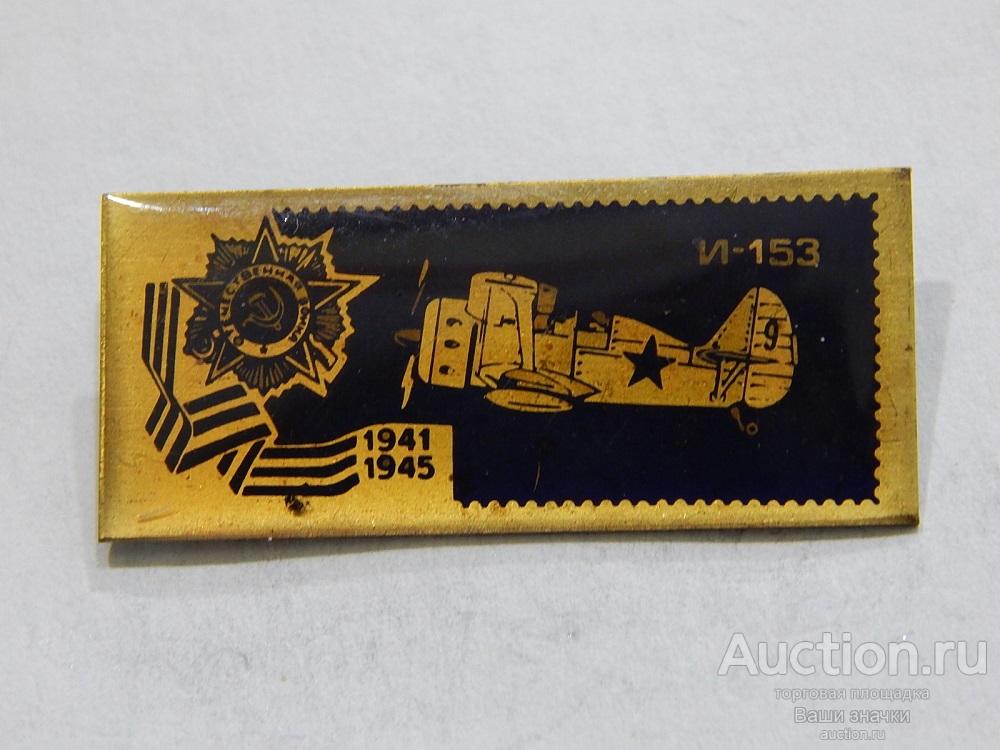 И-153
ОТЕЧЕСТВЕННАЯ ВОЙНА
9
1941
1945
Auction.ru
торговая площадка
Ваши значки
auction.ru